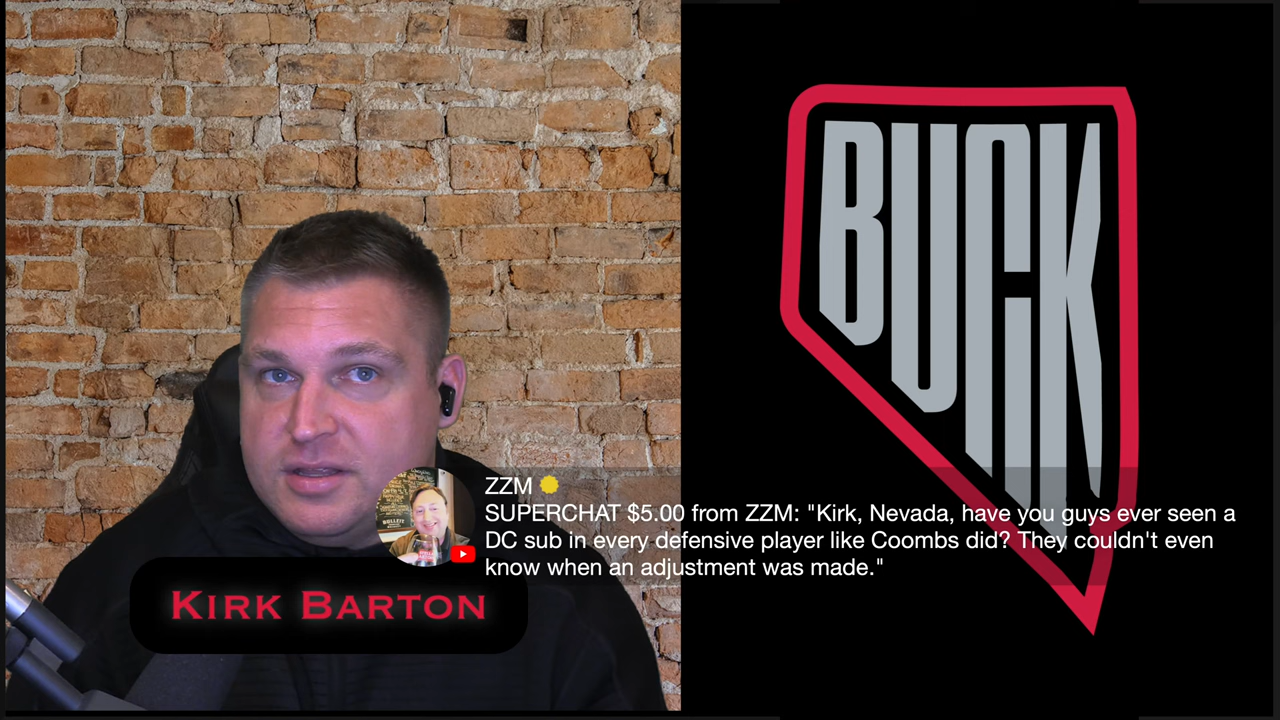 BUCK
ZZM
SUPERCHAT $5.00 from ZZM: "Kirk, Nevada, have you guys ever seen a
DC sub in every defensive player like Coombs did? They couldn't even
know when an adjustment was made."
KIRK BARTON